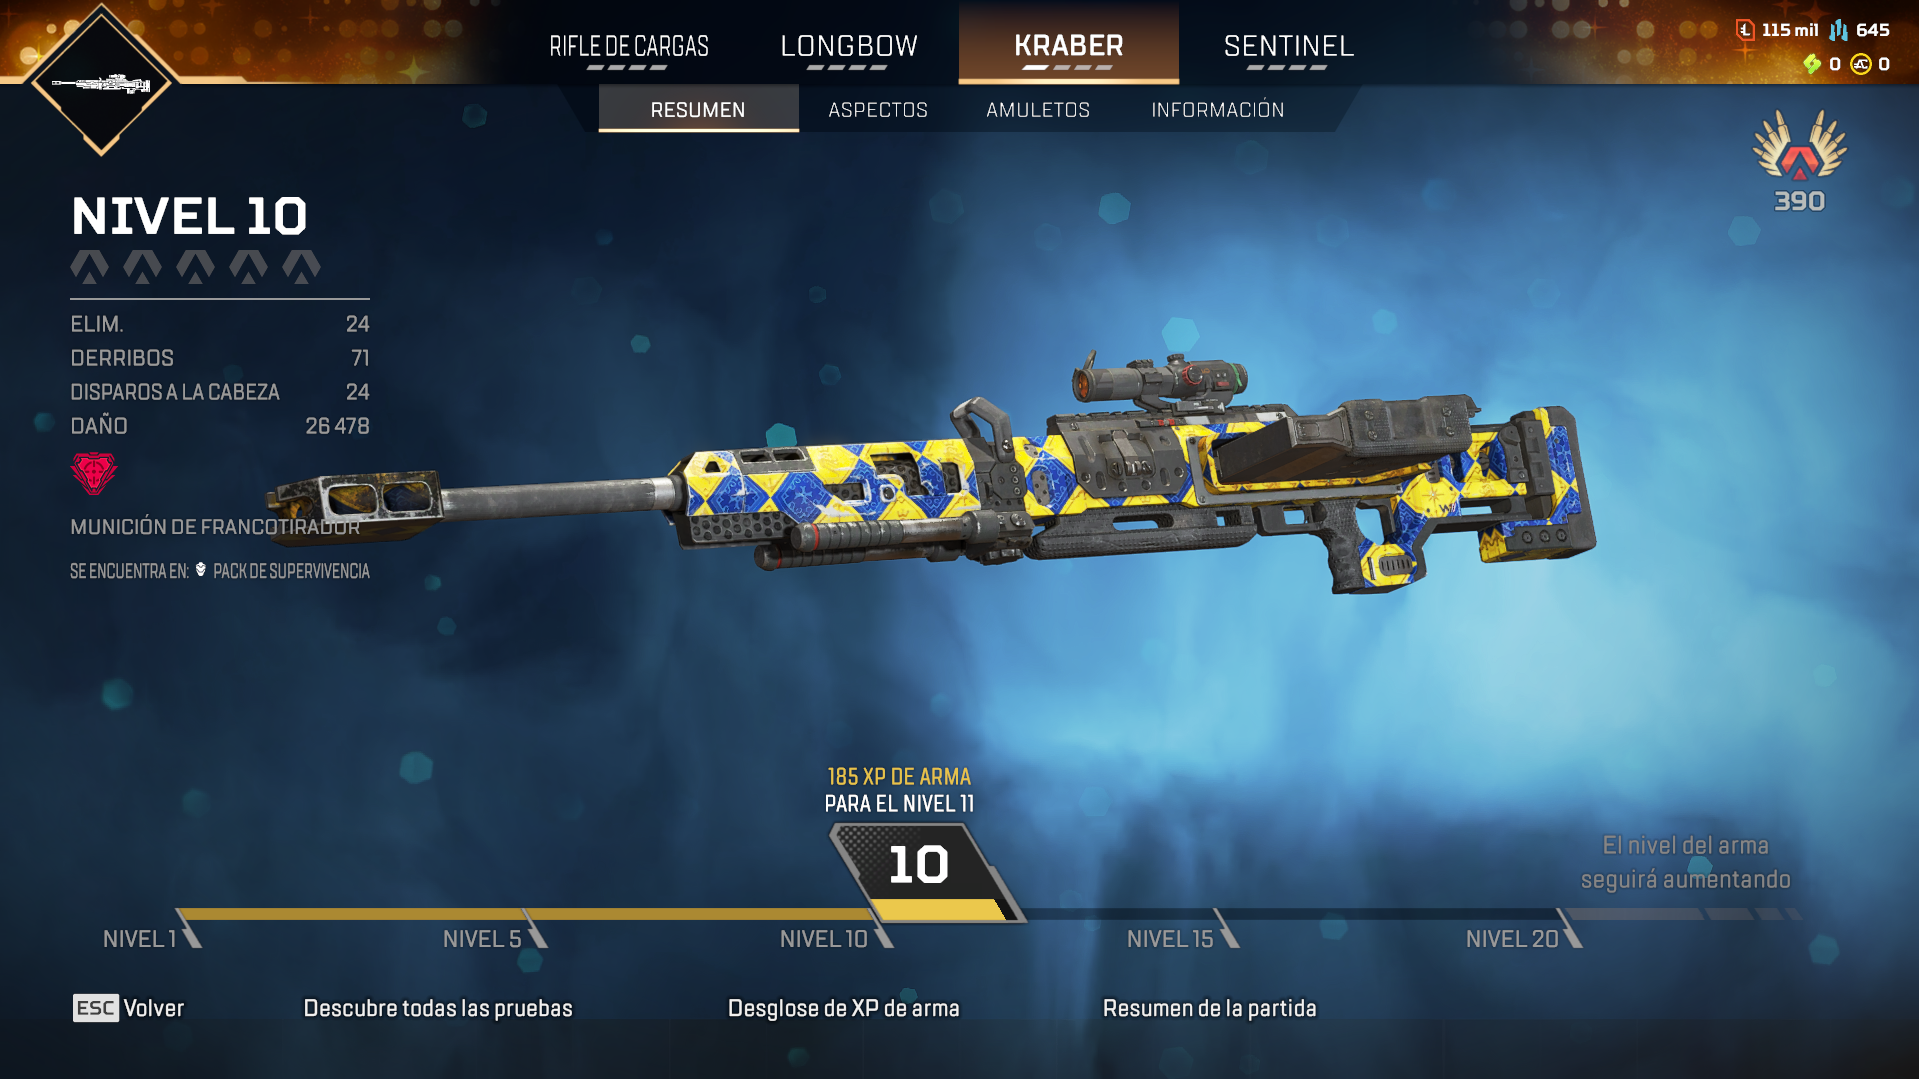 RIFLE DE CARGAS
LONGBOW
KRABER
SENTINEL
115 mil
645
0
0
RESUMEN
ASPECTOS
AMULETOS
INFORMACIÓN
390
NIVEL 10
ELIM. 24
DERRIBOS 71
DISPAROS A LA CABEZA 24
DAÑO 26 478
MUNICIÓN DE FRANCOTIRADOR
SE ENCUENTRA EN: PACK DE SUPERVIVENCIA
185 XP DE ARMA
PARA EL NIVEL 11
10
El nivel del arma
seguirá aumentando
NIVEL 1
NIVEL 5
NIVEL 10
NIVEL 15
NIVEL 20
ESC Volver
Descubre todas las pruebas
Desglose de XP de arma
Resumen de la partida